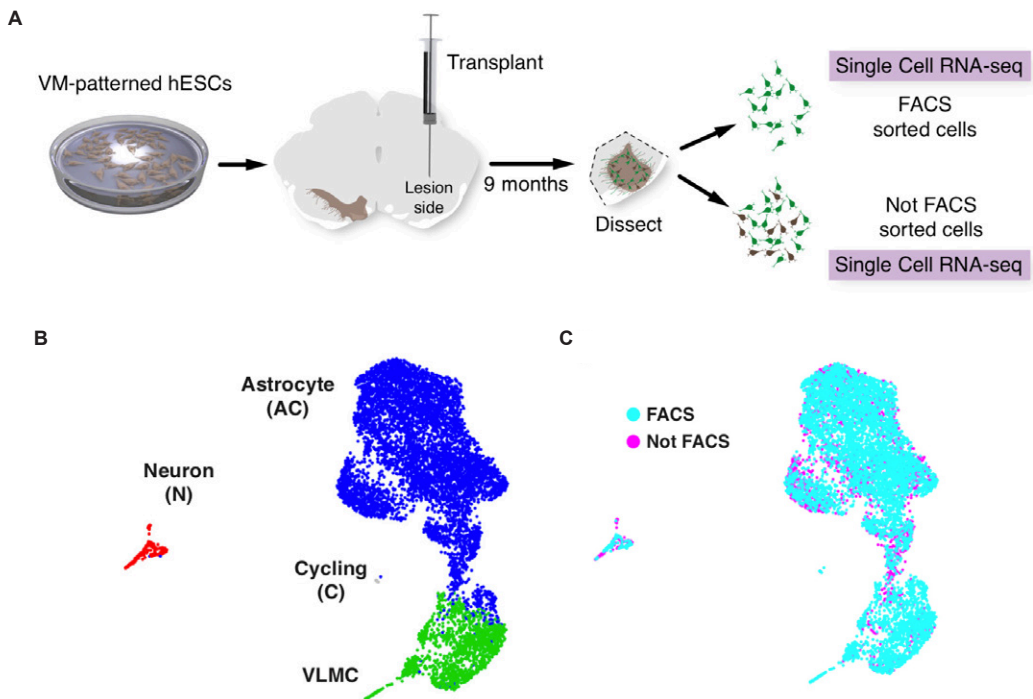 A
VM-patterned hESCs
Transplant
Lesion
side
9 months
Dissect
Single Cell RNA-seq
FACS
sorted cells
Not FACS
sorted cells
Single Cell RNA-seq
B
Astrocyte
(AC)
Neuron
(N)
Cycling
(C)
VLMC
C
FACS
Not FACS